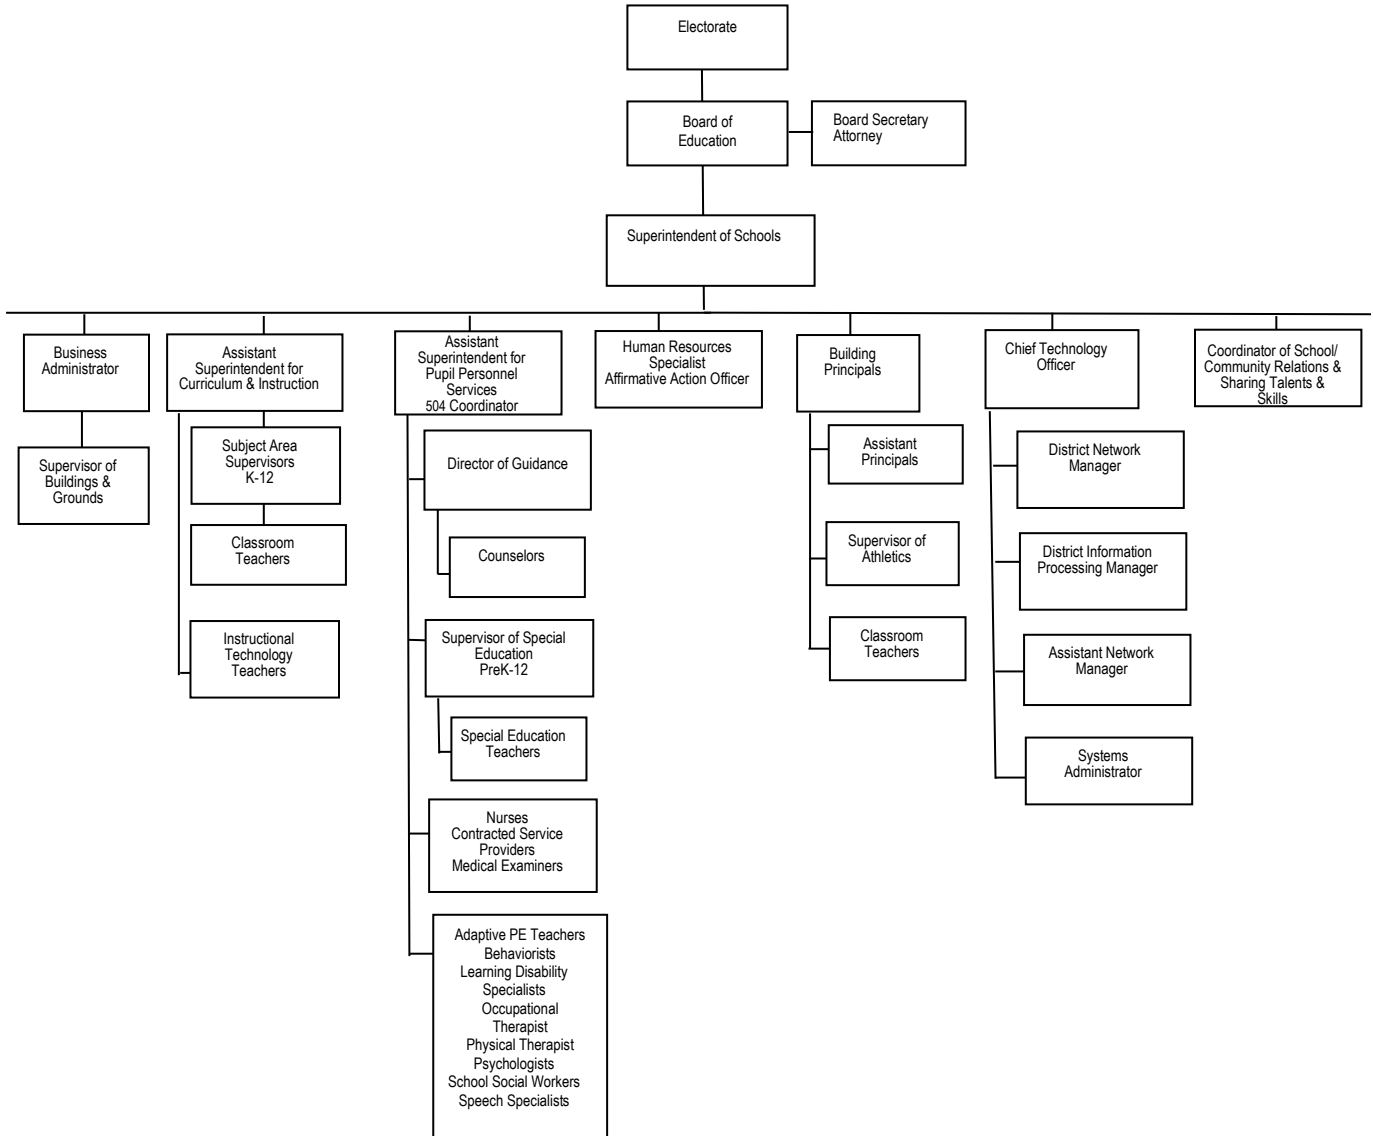 Electorate
Board of
Education
Board Secretary
Attorney
Superintendent of Schools
Business
Administrator
Supervisor of
Buildings &
Grounds
Assistant
Superintendent for
Curriculum & Instruction
Subject Area
Supervisors
K-12
Classroom
Teachers
Instructional
Technology
Teachers
Assistant
Superintendent for
Pupil Personnel
Services
504 Coordinator
Director of Guidance
Counselors
Supervisor of Special
Education
PreK-12
Special Education
Teachers
Nurses
Contracted Service
Providers
Medical Examiners
Adaptive PE Teachers
Behaviorists
Learning Disability
Specialists
Occupational
Therapist
Physical Therapist
Psychologists
School Social Workers
Speech Specialists
Human Resources
Specialist
Affirmative Action Officer
Building
Principals
Assistant
Principals
Supervisor of
Athletics
Classroom
Teachers
Chief Technology
Officer
District Network
Manager
District Information
Processing Manager
Assistant Network
Manager
Systems
Administrator
Coordinator of School/
Community Relations &
Sharing Talents &
Skills